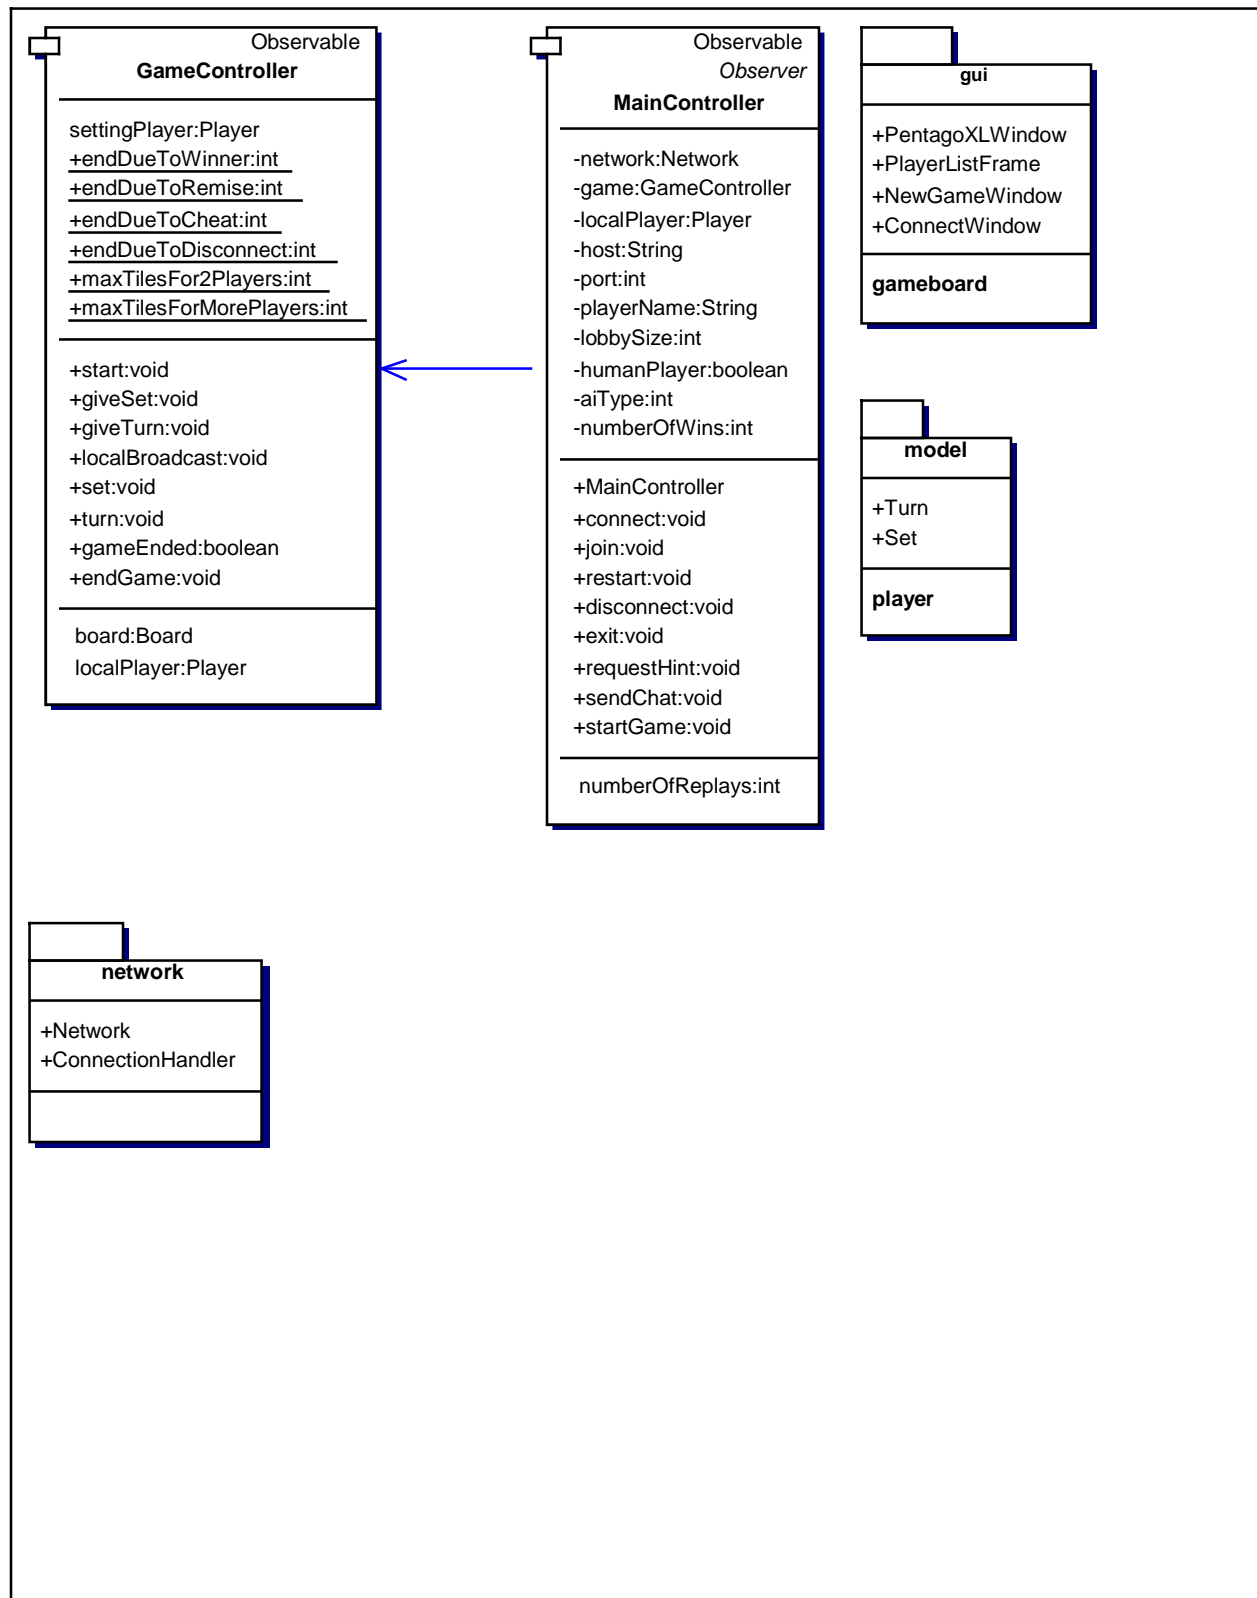 Observable
GameController
settingPlayer:Player
+endDueToWinner:int
+endDueToRemise:int
+endDueToCheat:int
+endDueToDisconnect:int
+maxTilesFor2Players:int
+maxTilesForMorePlayers:int
+start:void
+giveSet:void
+giveTurn:void
+localBroadcast:void
+set:void
+turn:void
+gameEnded:boolean
+endGame:void
board:Board
localPlayer:Player
Observable
Observer
MainController
-network:Network
-game:GameController
-localPlayer:Player
-host:String
-port:int
-playerName:String
-lobbySize:int
-humanPlayer:boolean
-aiType:int
-numberOfWins:int
+MainController
+connect:void
+join:void
+restart:void
+disconnect:void
+exit:void
+requestHint:void
+sendChat:void
+startGame:void
numberOfReplays:int
gui
+PentagoXLWindow
+PlayerListFrame
+NewGameWindow
+ConnectWindow
gameboard
model
+Turn
+Set
player
network
+Network
+ConnectionHandler